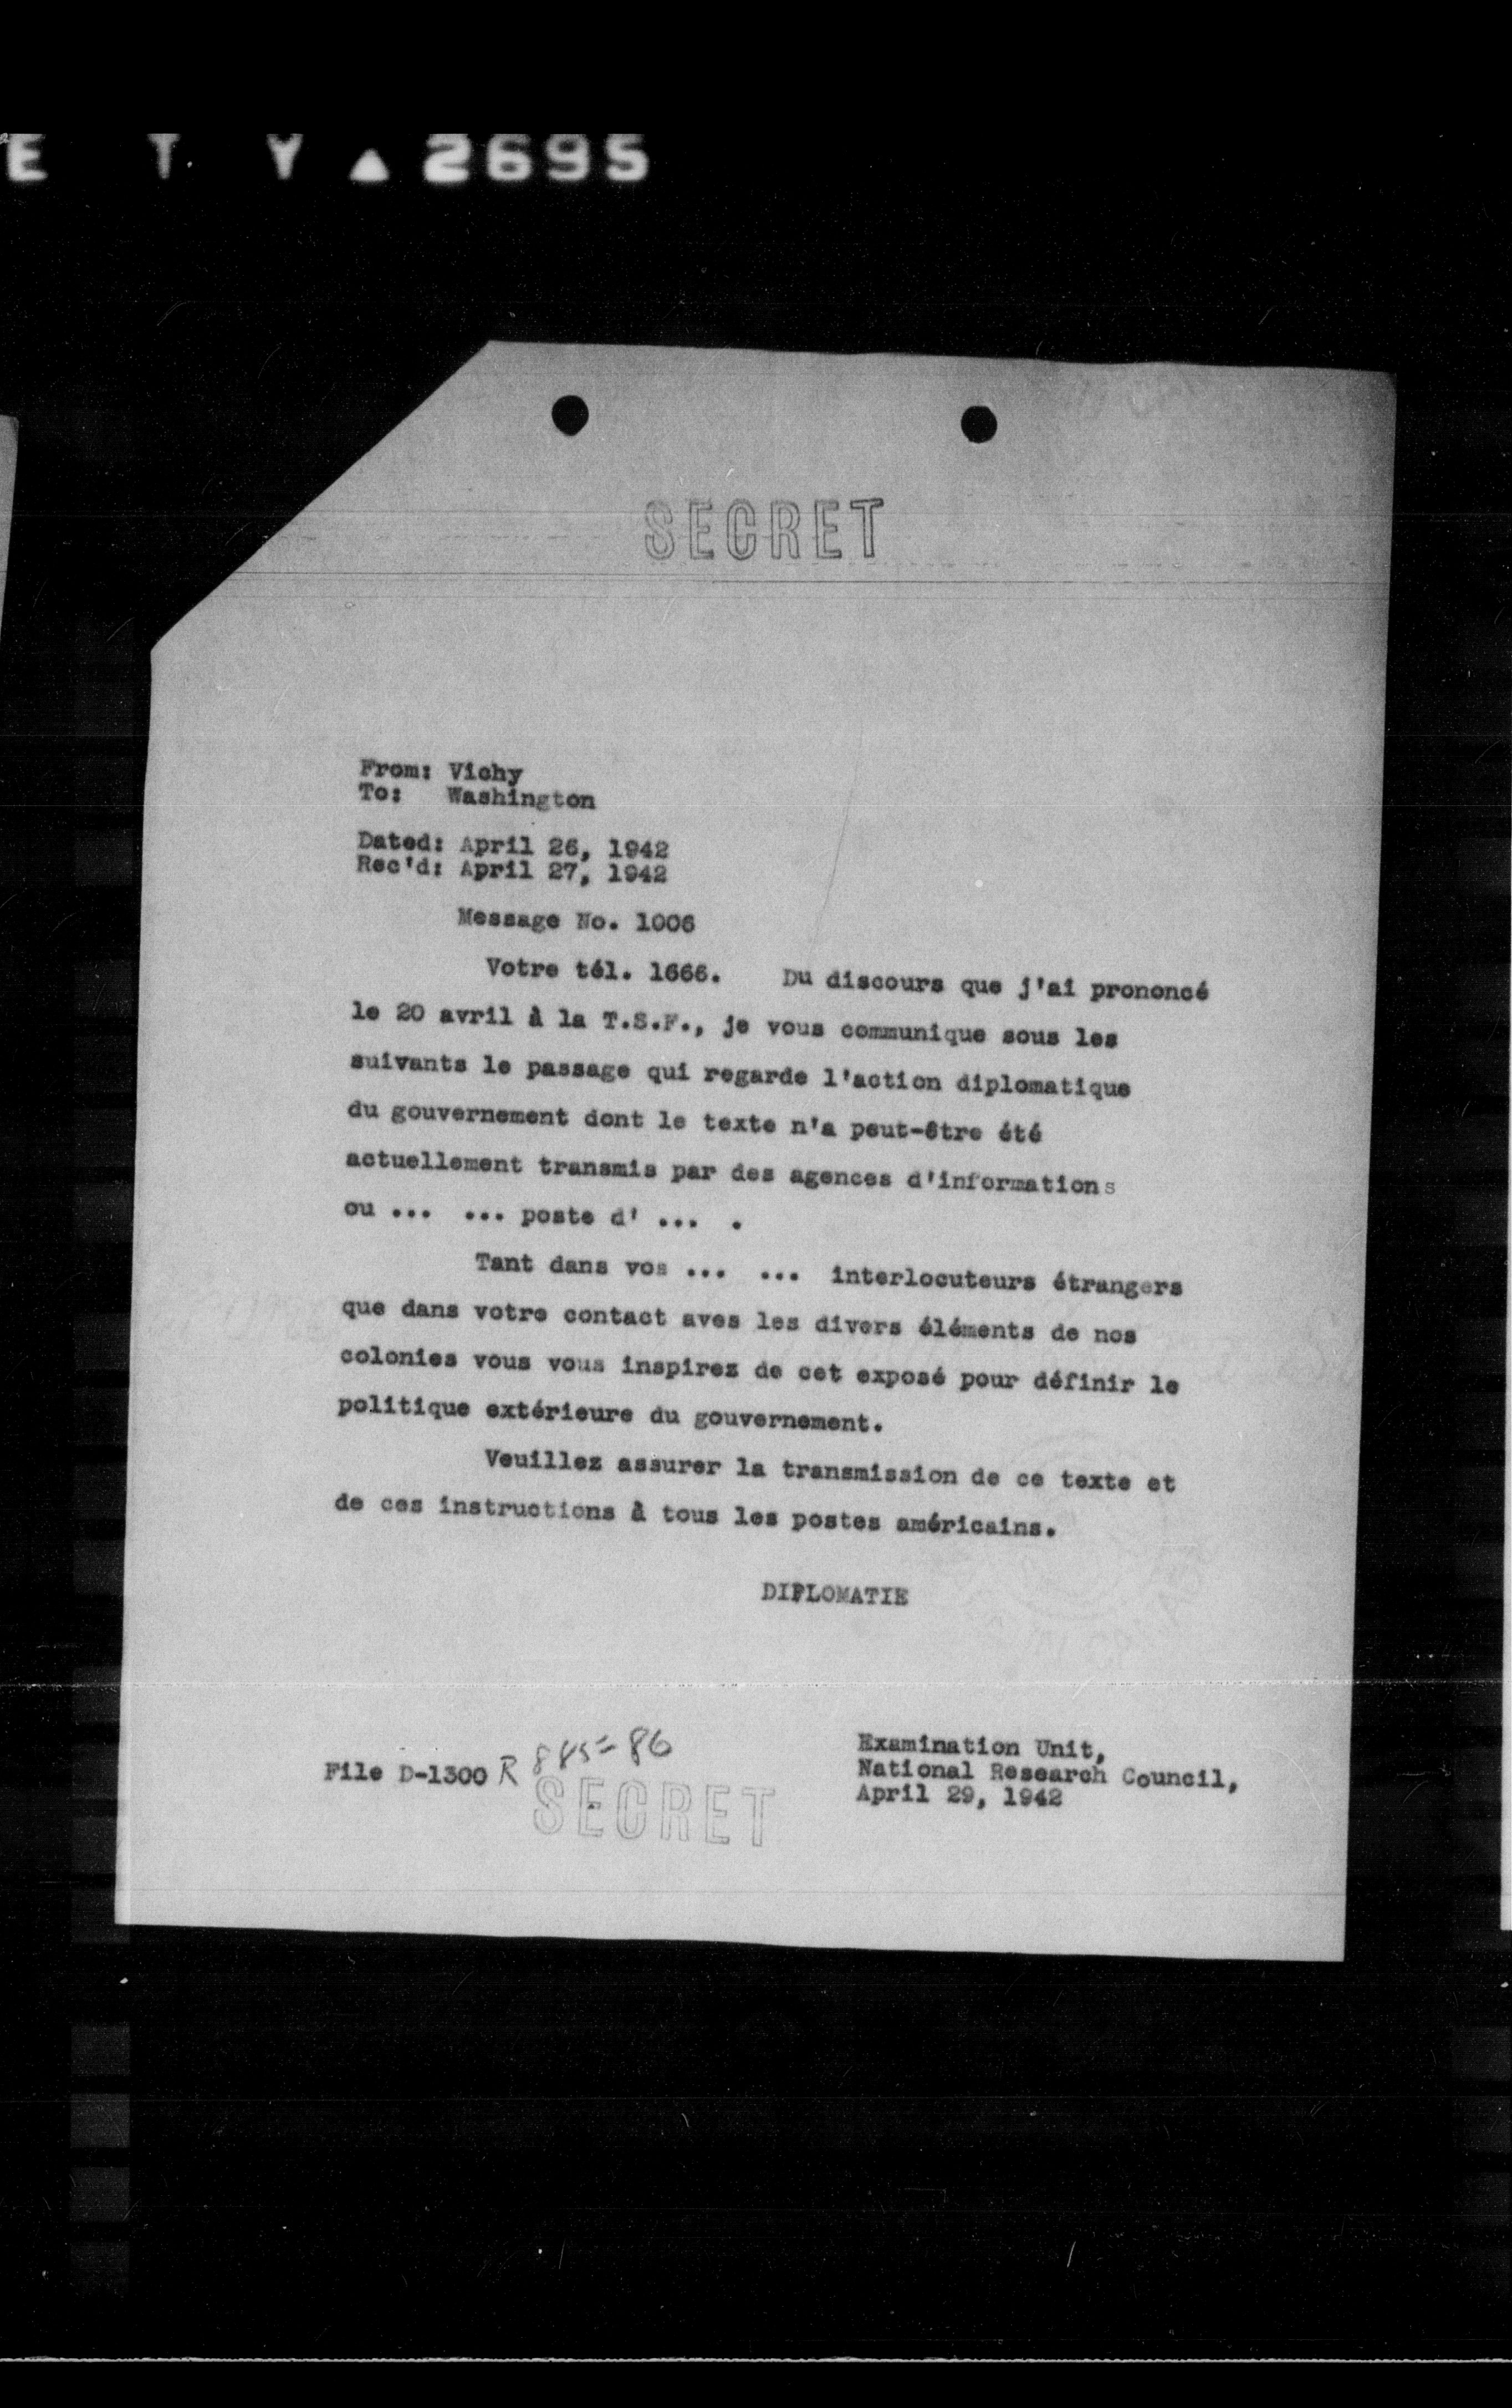 E T Y ▲ 2695
SECRET
From: Vichy
To: Washington
Dated: April 26, 1942
Rec'd: April 27, 1942
Message No. 1006
Votre tél. 1666. Du discours que j'ai prononcé
le 20 avril à la T.S.F., je vous communique sous les
suivants le passage qui regarde l'action diplomatique
du gouvernement dont le texte n'a peut-être été
actuellement transmis par des agences d'informations
ou ... ... poste d' ... .
Tant dans vos ... ... interlocuteurs étrangers
que dans votre contact aves les divers éléments de nos
colonies vous vous inspirez de cet exposé pour définir le
politique extérieure du gouvernement.
Veuillez assurer la transmission de ce texte et
de ces instructions à tous les postes américains.
DIPLOMATIE
File D-1300 R 885=86
SECRET
Examination Unit,
National Research Council,
April 29, 1942